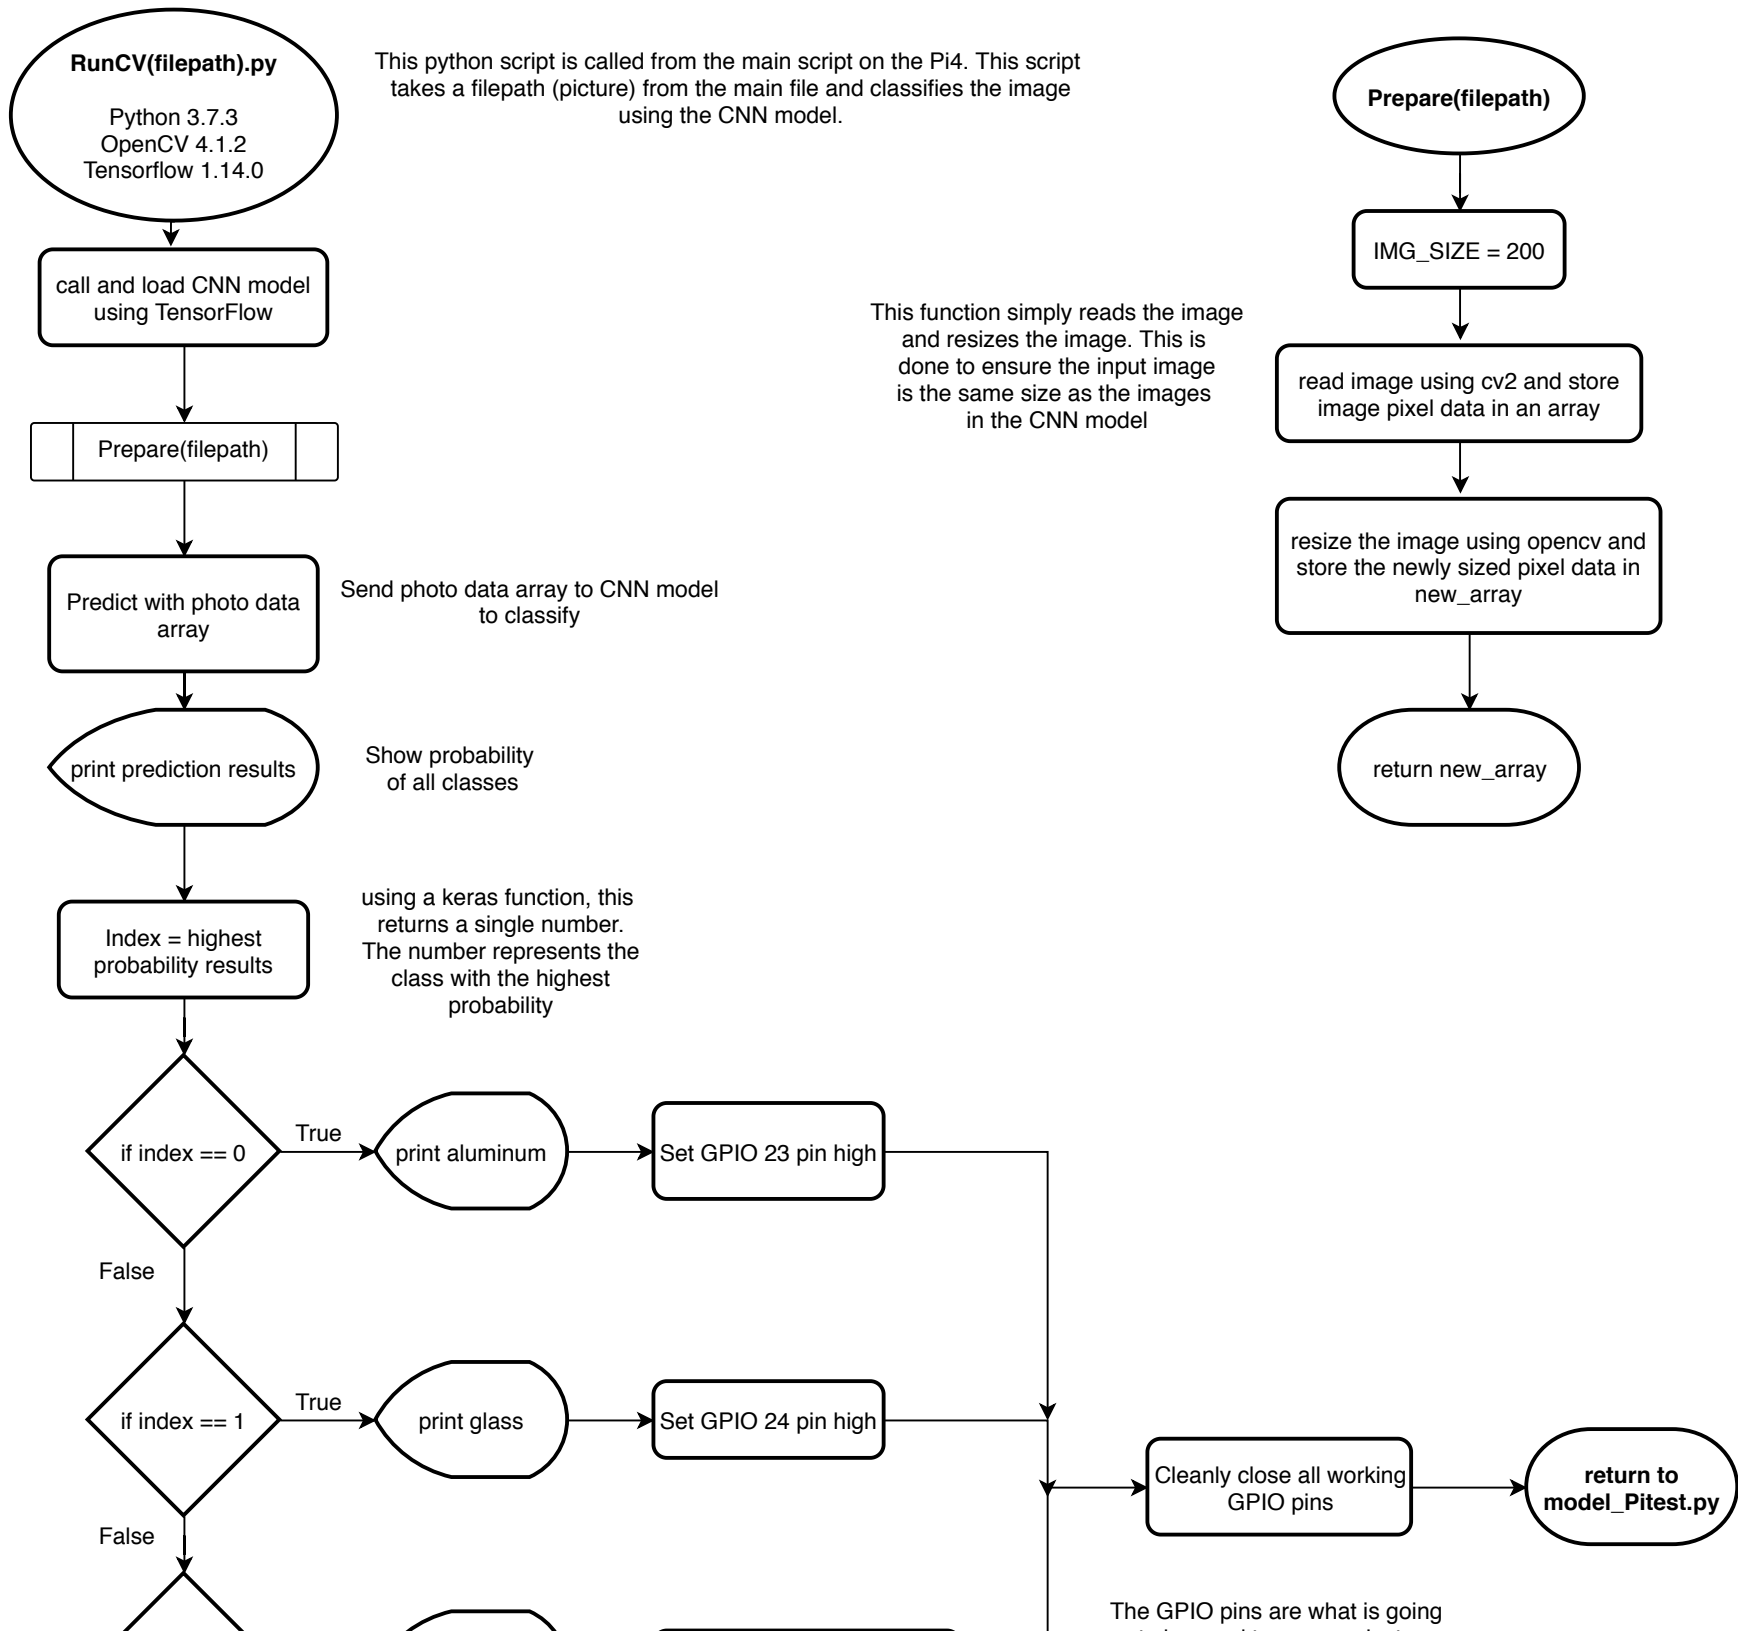 RunCV(filepath).py
Python 3.7.3
OpenCV 4.1.2
Tensorflow 1.14.0
This python script is called from the main script on the Pi4. This script
takes a filepath (picture) from the main file and classifies the image
using the CNN model.
call and load CNN model
using TensorFlow
Prepare(filepath)
Predict with photo data
array
Send photo data array to CNN model
to classify
print prediction results
Show probability
of all classes
Index = highest
probability results
using a keras function, this
returns a single number.
The number represents the
class with the highest
probability
if index == 0
True
print aluminum
Set GPIO 23 pin high
False
if index == 1
True
print glass
Set GPIO 24 pin high
False
Cleanly close all working
GPIO pins
return to
model_Pitest.py
The GPIO pins are what is going
Prepare(filepath)
IMG_SIZE = 200
This function simply reads the image
and resizes the image. This is
done to ensure the input image
is the same size as the images
in the CNN model
read image using cv2 and store
image pixel data in an array
resize the image using opencv and
store the newly sized pixel data in
new_array
return new_array